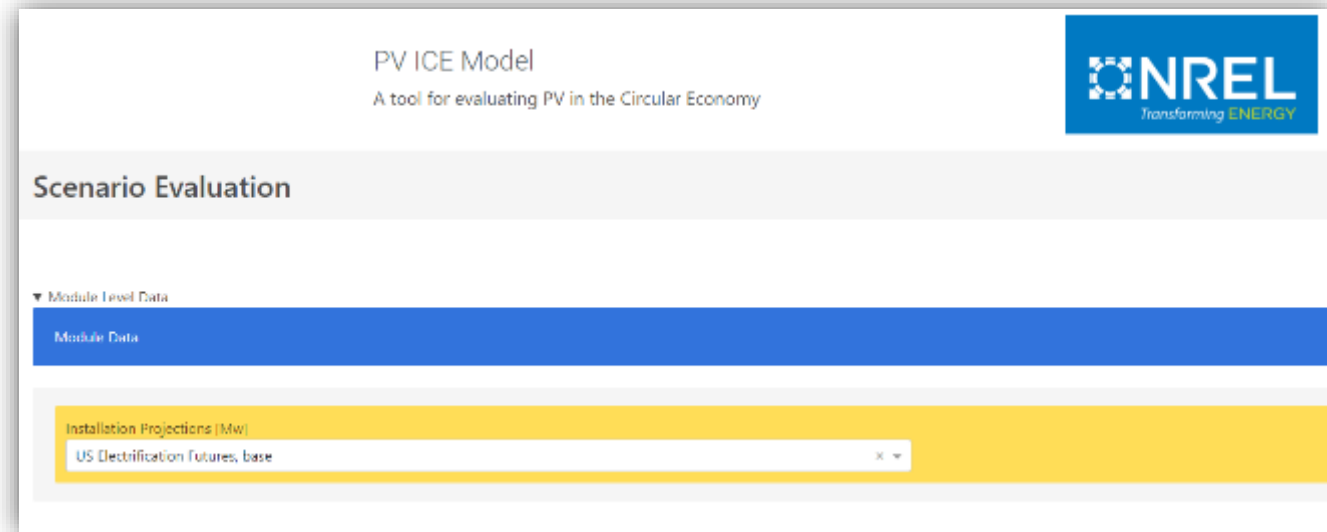 PV ICE Model
A tool for evaluating PV in the Circular Economy
NREL
Transforming ENERGY
Scenario Evaluation
▼ Module Level Data
Module Data
Installation Projections [Mw]
US Electrification Futures, base